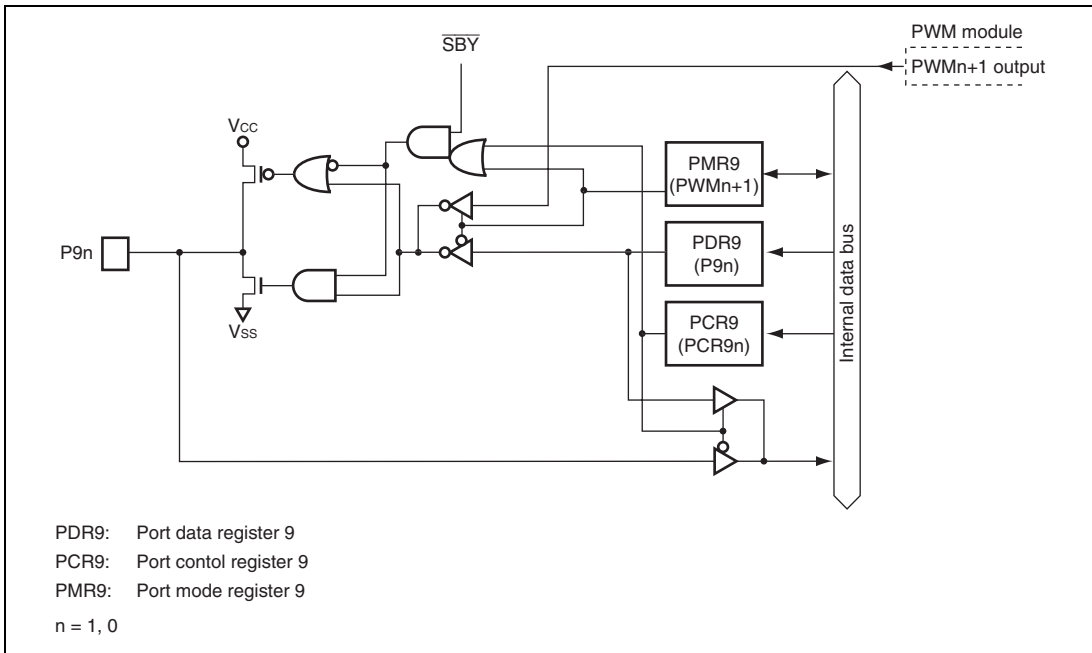 SBY
PWM module
PWMn+1 output
VCC
PMR9
(PWMn+1)
PDR9
(P9n)
P9n
PCR9
(PCR9n)
VSS
Internal data bus
PDR9: Port data register 9
PCR9: Port contol register 9
PMR9: Port mode register 9
n = 1, 0